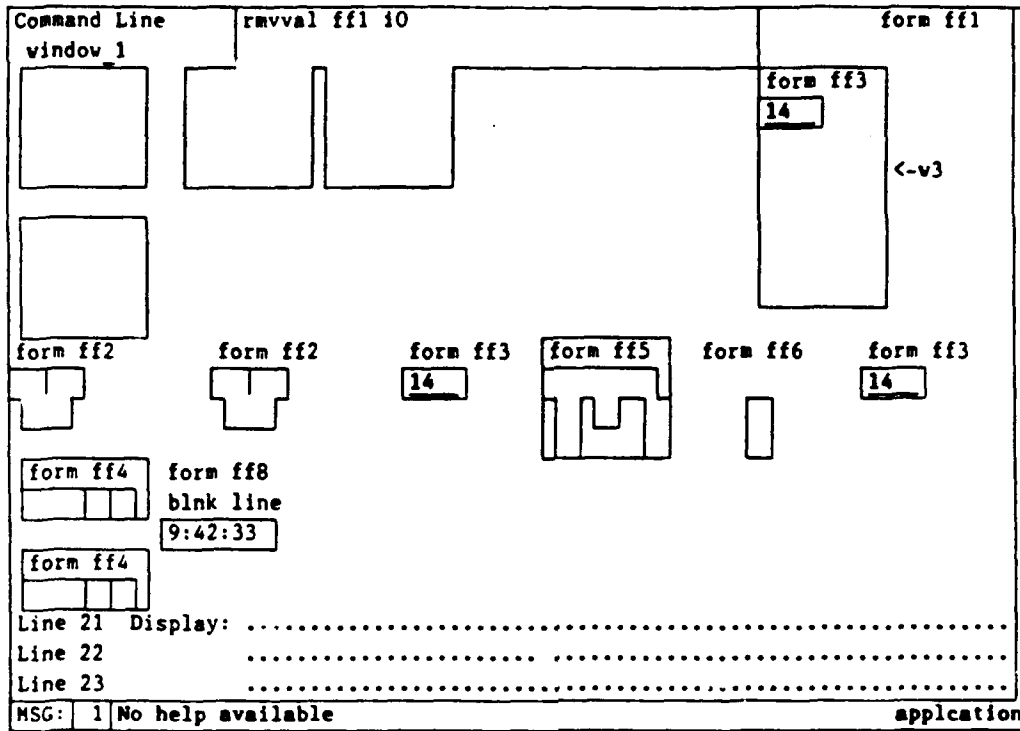 Command Line rmvval ff1 i0 form ff1
window_1
form ff3
14
<-v3
form ff2 form ff2 form ff3 form ff5 form ff6 form ff3
14 14
form ff4 form ff8
blnk line
9:42:33
form ff4
Line 21 Display: ............................................................
Line 22 ............................................................
Line 23 ............................................................
MSG: 1 No help available applcation